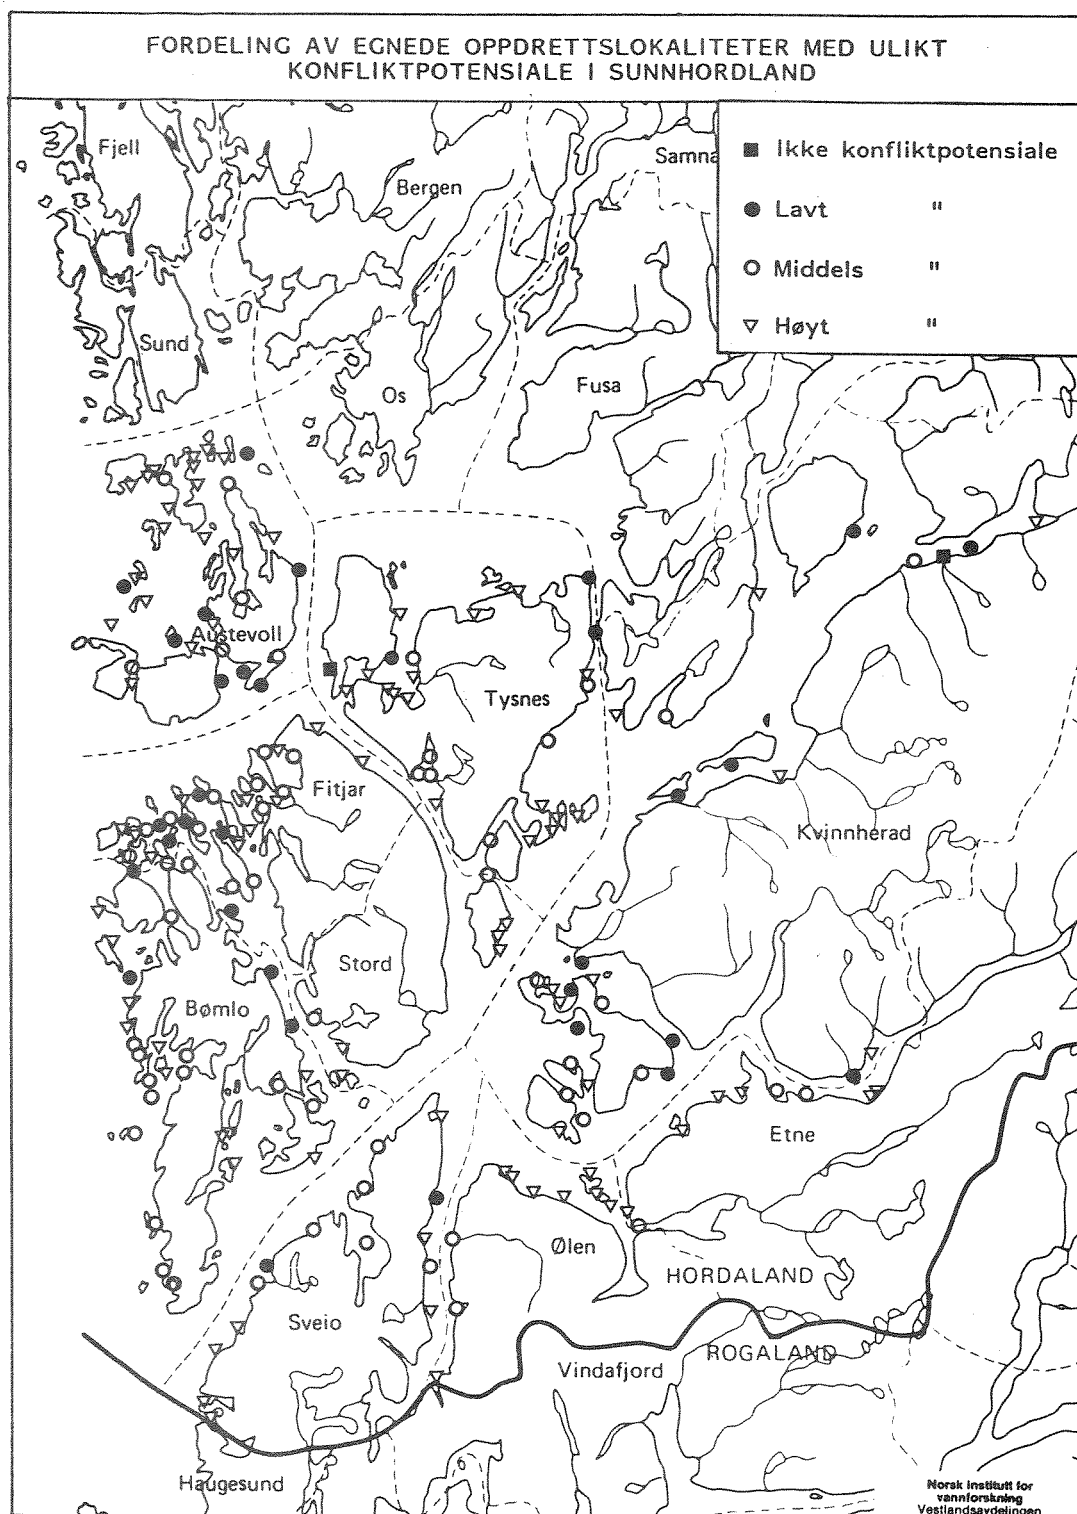 FORDELING AV EGNEDE OPPDRETTSLOKALITETER MED ULIKT
KONFLIKTPOTENSIALE I SUNNHORDLAND
Ikke konfliktpotensiale
Lavt "
Middels "
Høyt "
Fjell
Bergen
Samna
Sund
Os
Fusa
Austevoll
Tysnes
Fitjar
Kvinnherad
Stord
Bømlo
Etne
Ølen
HORDALAND
Sveio
ROGALAND
Vindafjord
Haugesund
Norsk institutt for
vannforskning
Vestlandsavdelingen